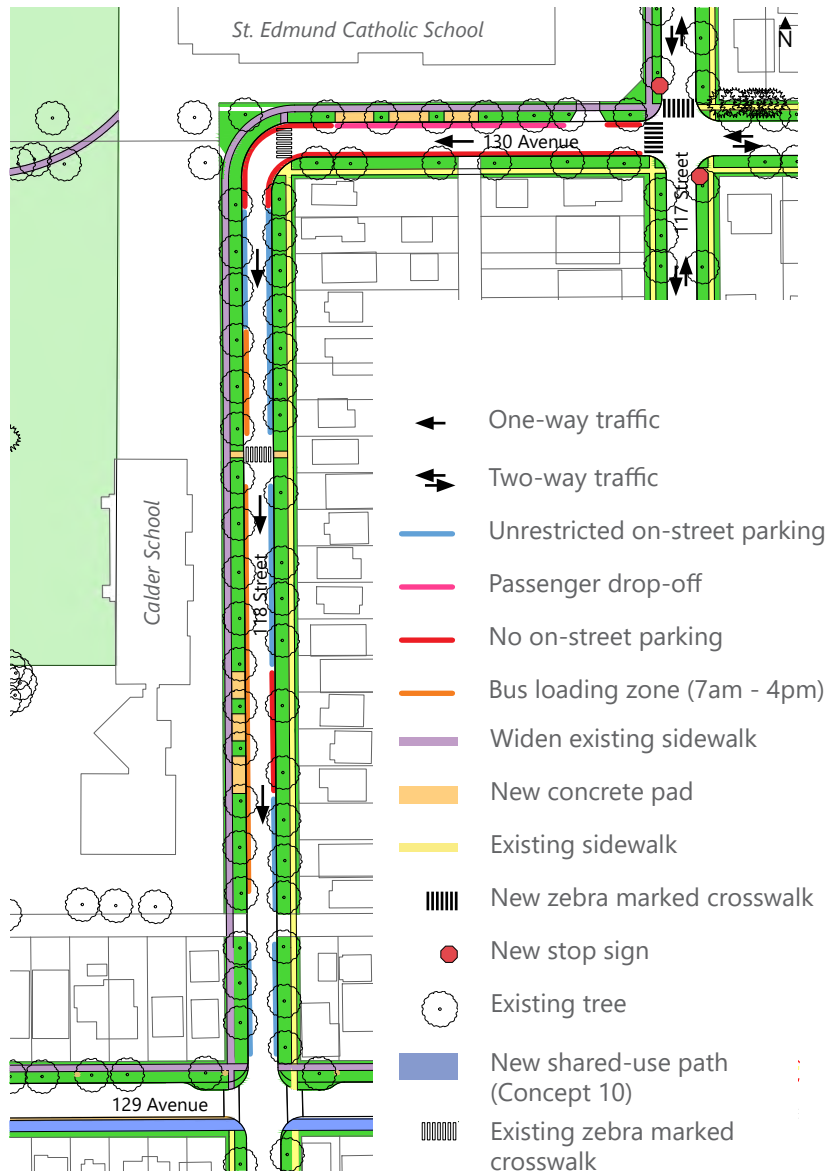 St. Edmund Catholic School
N
130 Avenue
117 Street
Calder School
118 Street
129 Avenue
One-way traffic
Two-way traffic
Unrestricted on-street parking
Passenger drop-off
No on-street parking
Bus loading zone (7am - 4pm)
Widen existing sidewalk
New concrete pad
Existing sidewalk
New zebra marked crosswalk
New stop sign
Existing tree
New shared-use path
(Concept 10)
Existing zebra marked
crosswalk